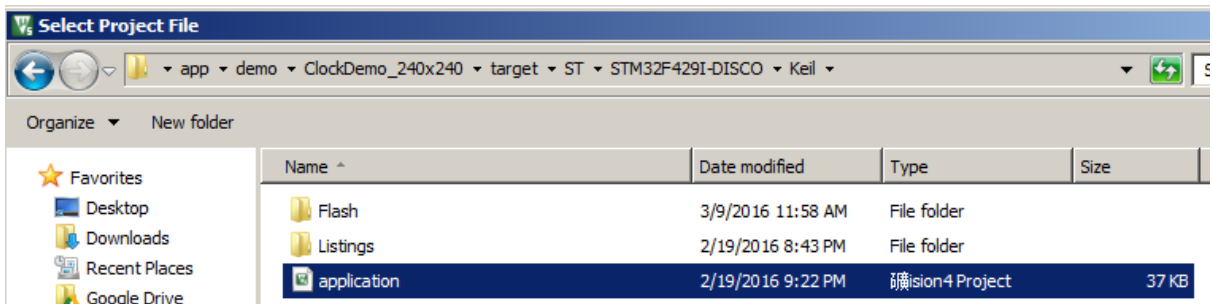 Select Project File
app demo ClockDemo_240x240 target ST STM32F429I-DISCO Keil
Organize New folder
Name Date modified Type Size
Favorites
Desktop
Downloads
Recent Places
Google Drive
Flash 3/9/2016 11:58 AM File folder
Listings 2/19/2016 8:43 PM File folder
application 2/19/2016 9:22 PM 礦ision4 Project 37 KB